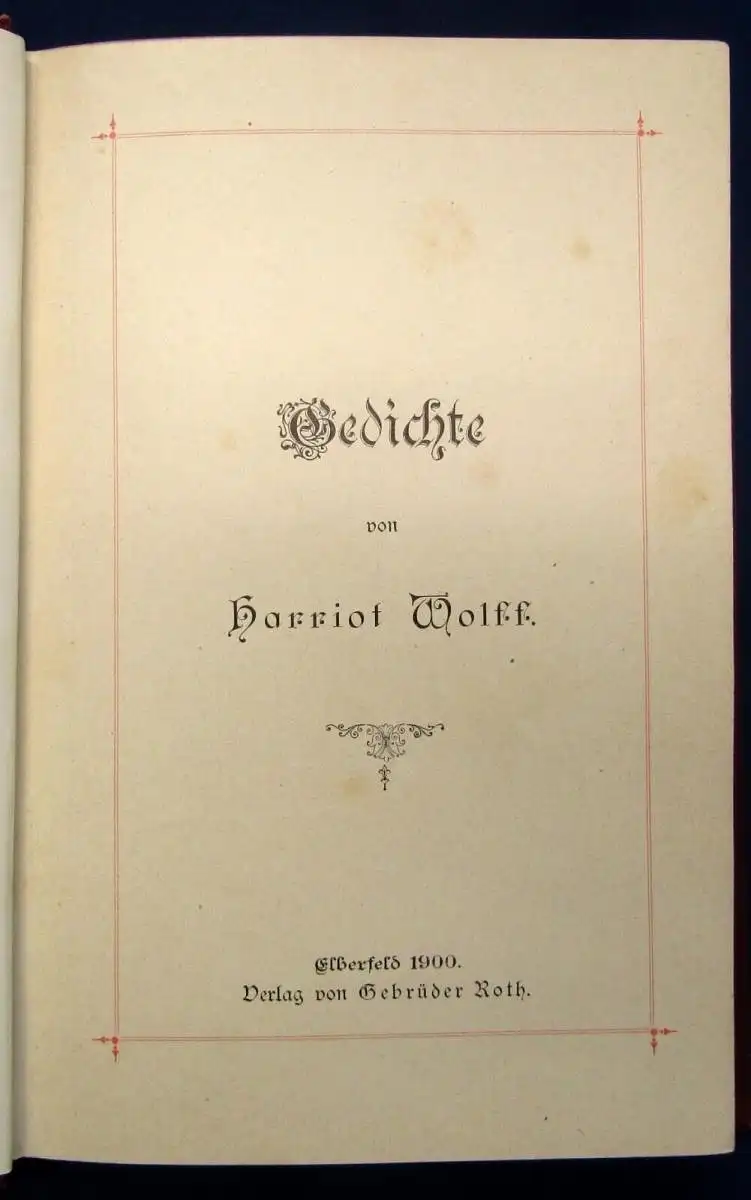 Gedichte
von
Harriot Wolff.
Elberfeld 1900.
Verlag von Gebrüder Roth.